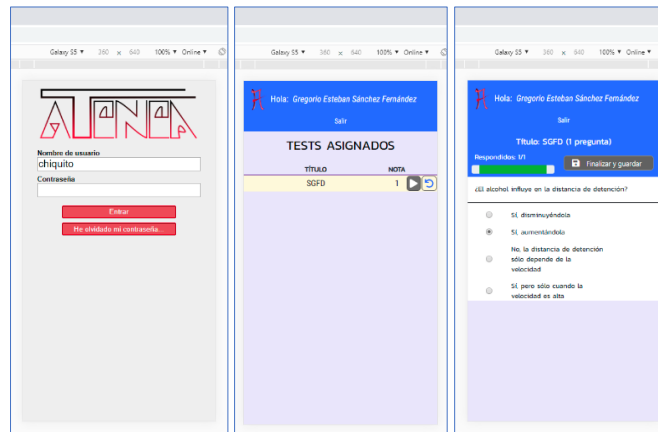 Galaxy S5 ▼ 360 x 640 100% ▼ Online ▼
ATENEA
Nombre de usuario
chiquito
Contraseña
Entrar
He olvidado mi contraseña...
Galaxy S5 ▼ 360 x 640 100% ▼ Online ▼
Hola: Gregorio Esteban Sánchez Fernández
Salir
TESTS ASIGNADOS
TÍTULO NOTA
SGFD 1
Galaxy S5 ▼ 360 x 640 100% ▼ Online ▼
Hola: Gregorio Esteban Sánchez Fernández
Salir
Título: SGFD (1 pregunta)
Respondidos: 1/1
Finalizar y guardar
¿El alcohol influye en la distancia de detención?
Sí, disminuyéndola
Sí, aumentándola
No, la distancia de detención
sólo depende de la
velocidad
Sí, pero sólo cuando la
velocidad es alta